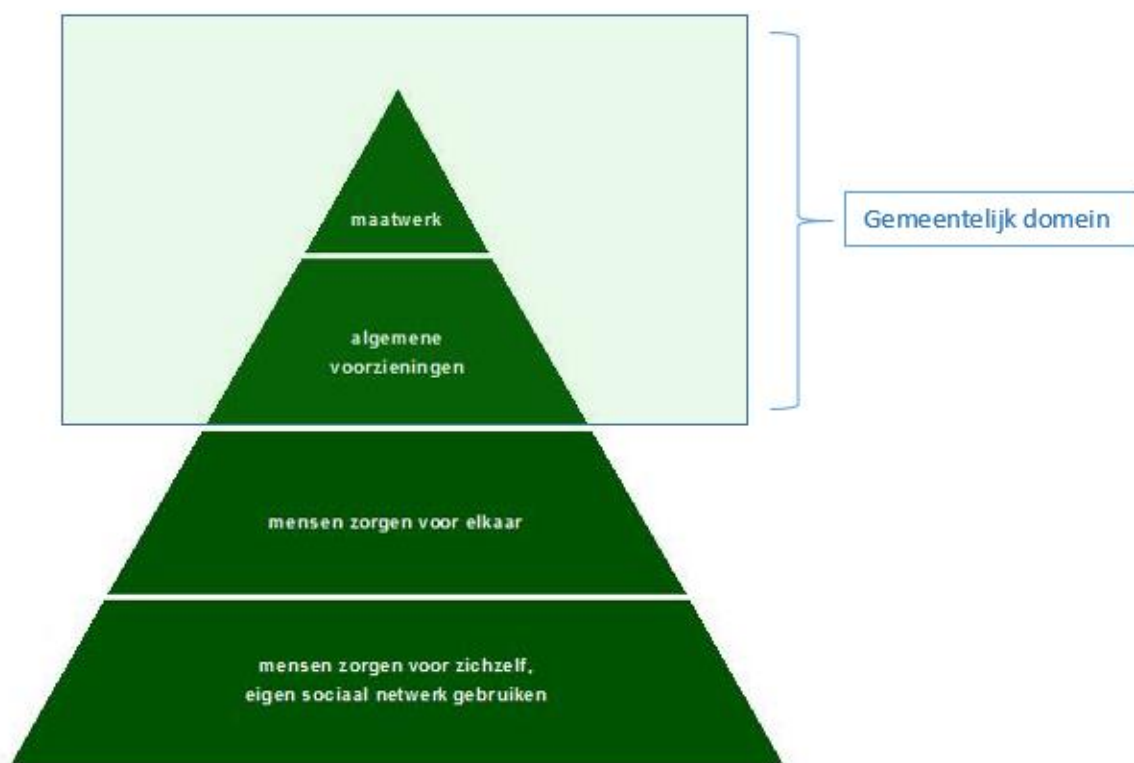 maatwerk
Gemeentelijk domein
algemene
voorzieningen
mensen zorgen voor elkaar
mensen zorgen voor zichzelf,
eigen sociaal netwerk gebruiken